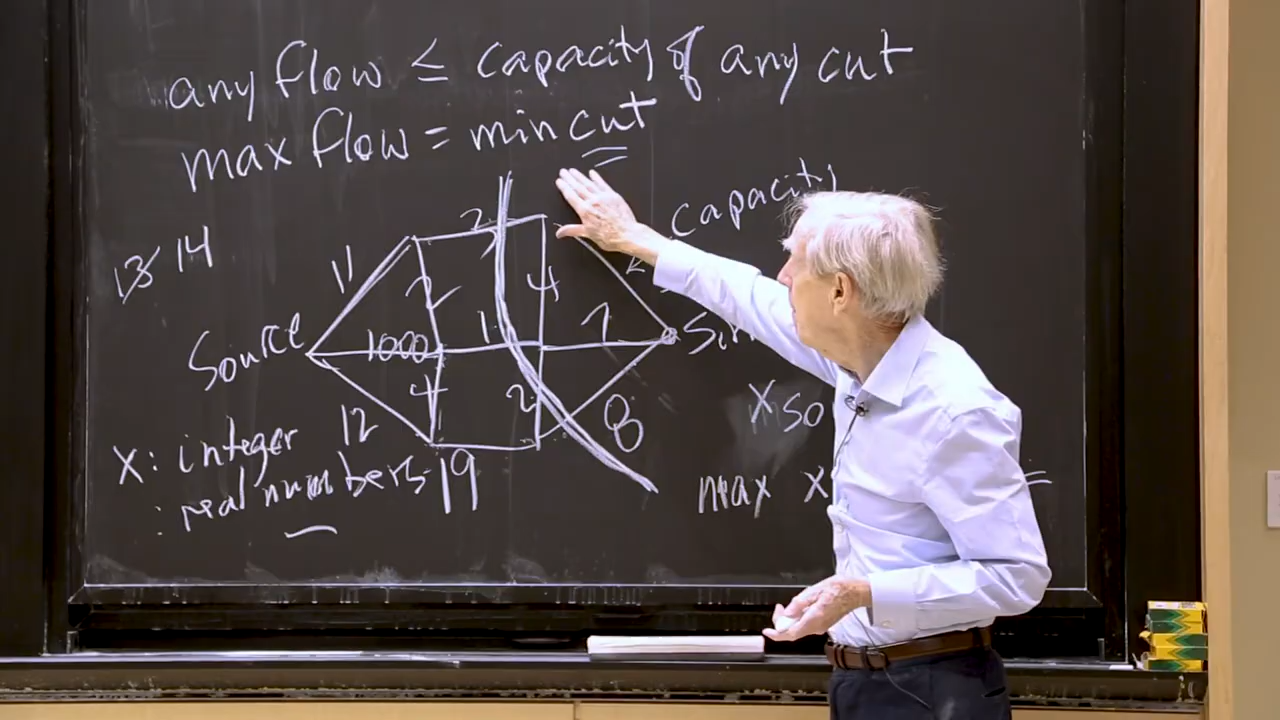 any flow ≤ capacity of any cut
max flow = min cut
capacity
13 14
11
3
2
4
Source
1000
1
7
4
2
12
8
x: integer
: real numbers
19
max x